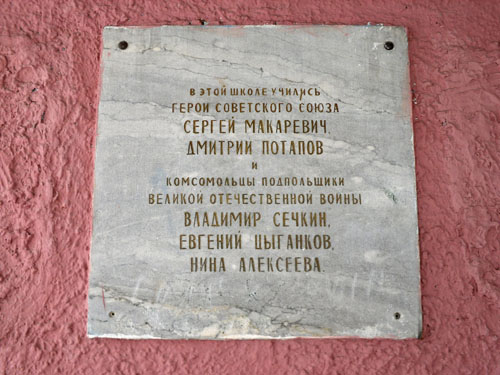 В ЭТОЙ ШКОЛЕ УЧИЛИСЬ
ГЕРОИ СОВЕТСКОГО СОЮЗА
СЕРГЕЙ МАКАРЕВИЧ,
ДМИТРИЙ ПОТАПОВ
И
КОМСОМОЛЬЦЫ ПОДПОЛЬЩИКИ
ВЕЛИКОЙ ОТЕЧЕСТВЕННОЙ ВОЙНЫ
ВЛАДИМИР СЕЧКИН,
ЕВГЕНИЙ ЦЫГАНКОВ,
НИНА АЛЕКСЕЕВА.